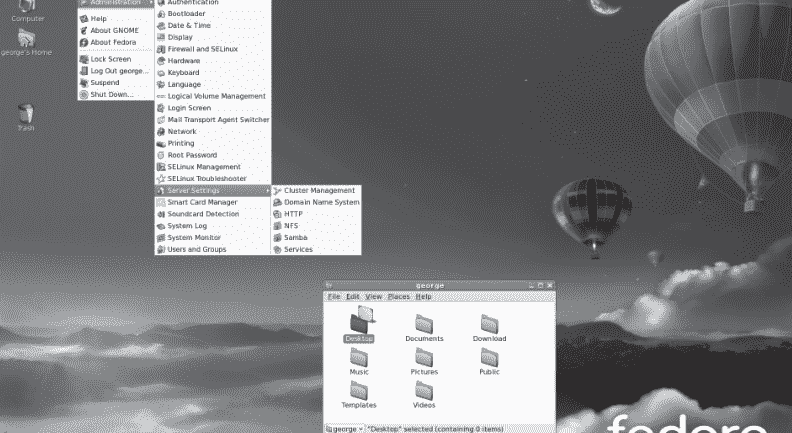 Computer
george's Home
Trash
Administration
Help
About GNOME
About Fedora
Lock Screen
Log Out george...
Suspend
Shut Down...
Authentication
Bootloader
Date & Time
Display
Firewall and SELinux
Hardware
Keyboard
Language
Logical Volume Management
Login Screen
Mail Transport Agent Switcher
Network
Printing
Root Password
SELinux Management
SELinux Troubleshooter
Server Settings
Smart Card Manager
Soundcard Detection
System Log
System Monitor
Users and Groups
Cluster Management
Domain Name System
HTTP
NFS
Samba
Services
george
File Edit View Places Help
Desktop Documents Download
Music Pictures Public
Templates Videos
george "Desktop" selected (containing 0 items)
fedora